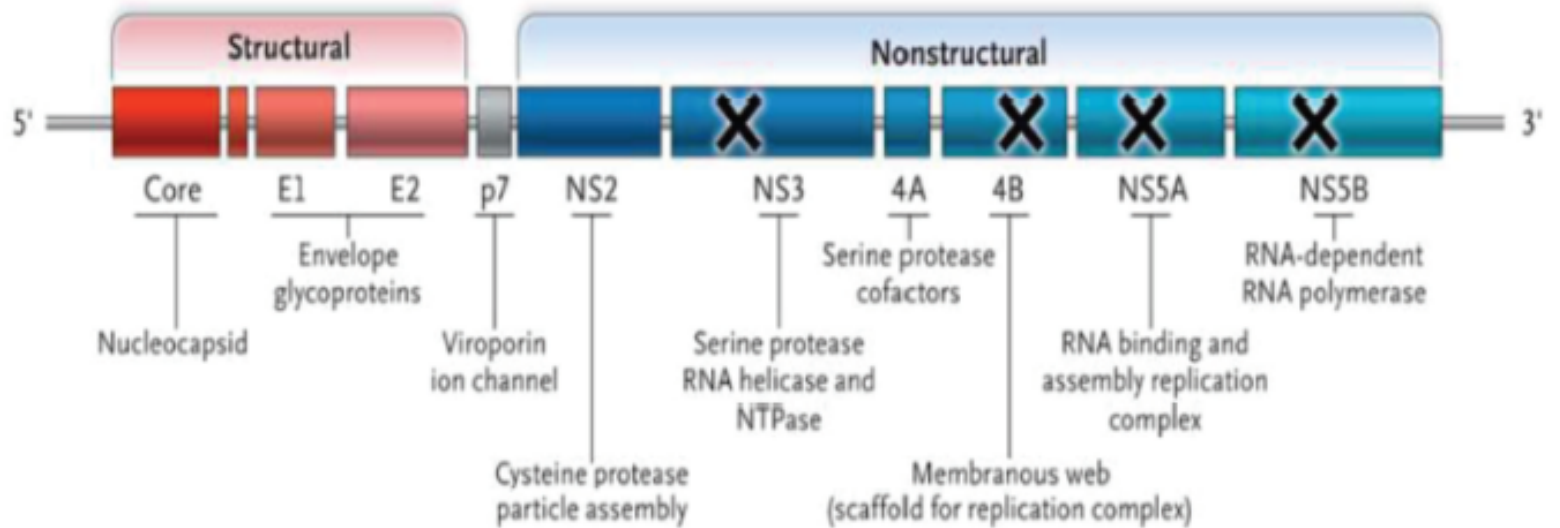 Structural
Nonstructural
5'
3'
Core
E1
E2
p7
NS2
NS3
4A
4B
NS5A
NS5B
Envelope
glycoproteins
Serine protease
cofactors
RNA-dependent
RNA polymerase
Nucleocapsid
Viroporin
ion channel
Serine protease
RNA helicase and
NTPase
RNA binding and
assembly replication
complex
Cysteine protease
particle assembly
Membranous web
(scaffold for replication complex)